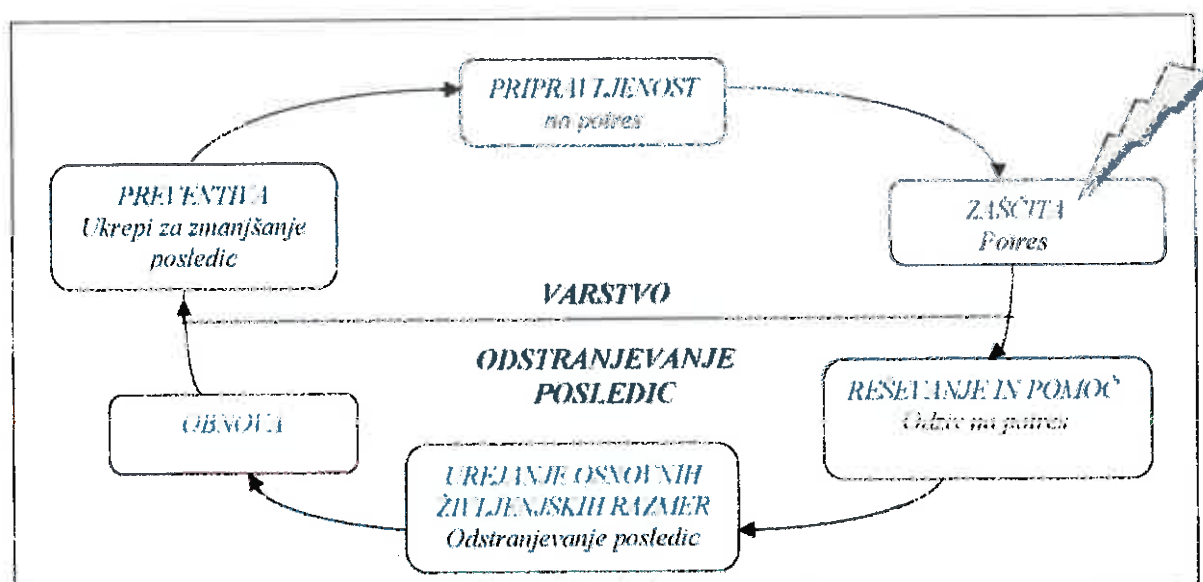 PRIPRAVLJENOST
na potres
PREVENTIVA
Ukrepi za zmanjšanje
posledic
ZAŠČITA
Potres
VARSTVO
ODSTRANJEVANJE
POSLEDIC
REŠEVANJE IN POMOČ
Odziv na potres
OBNOVA
UREJANJE OSNOVNIH
ŽIVLJENJSKIH RAZMER
Odstranjevanje posledic